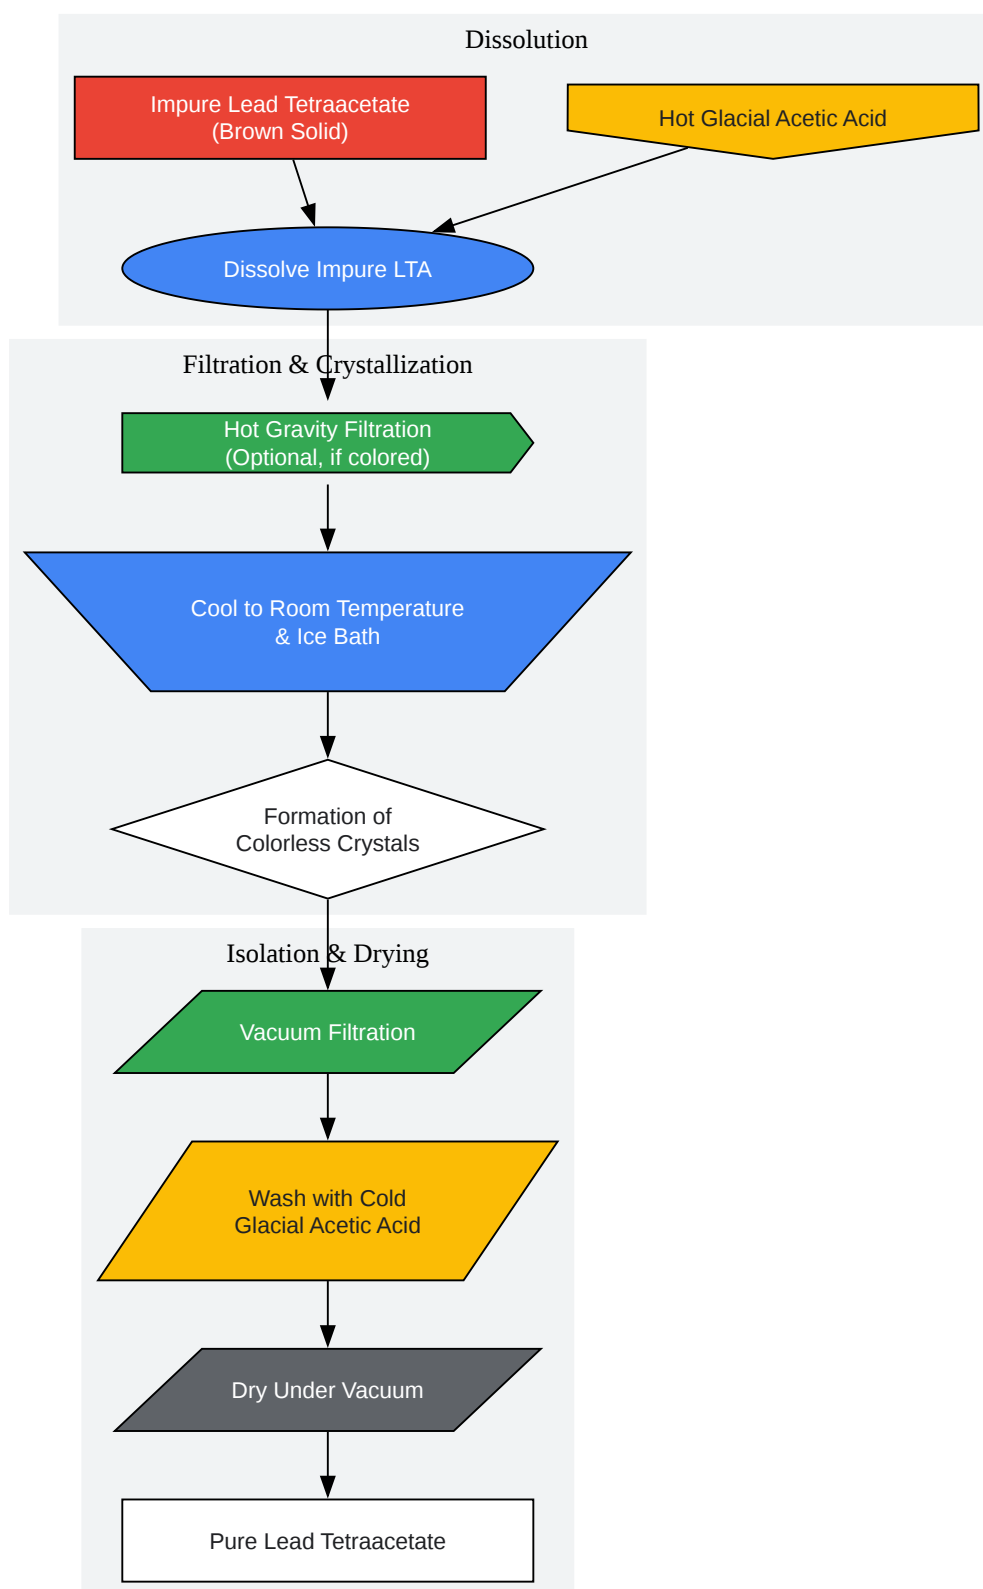 Dissolution
Impure Lead Tetraacetate
(Brown Solid)
Hot Glacial Acetic Acid
Dissolve Impure LTA
Filtration & Crystallization
Hot Gravity Filtration
(Optional, if colored)
Cool to Room Temperature
& Ice Bath
Formation of
Colorless Crystals
Isolation & Drying
Vacuum Filtration
Wash with Cold
Glacial Acetic Acid
Dry Under Vacuum
Pure Lead Tetraacetate